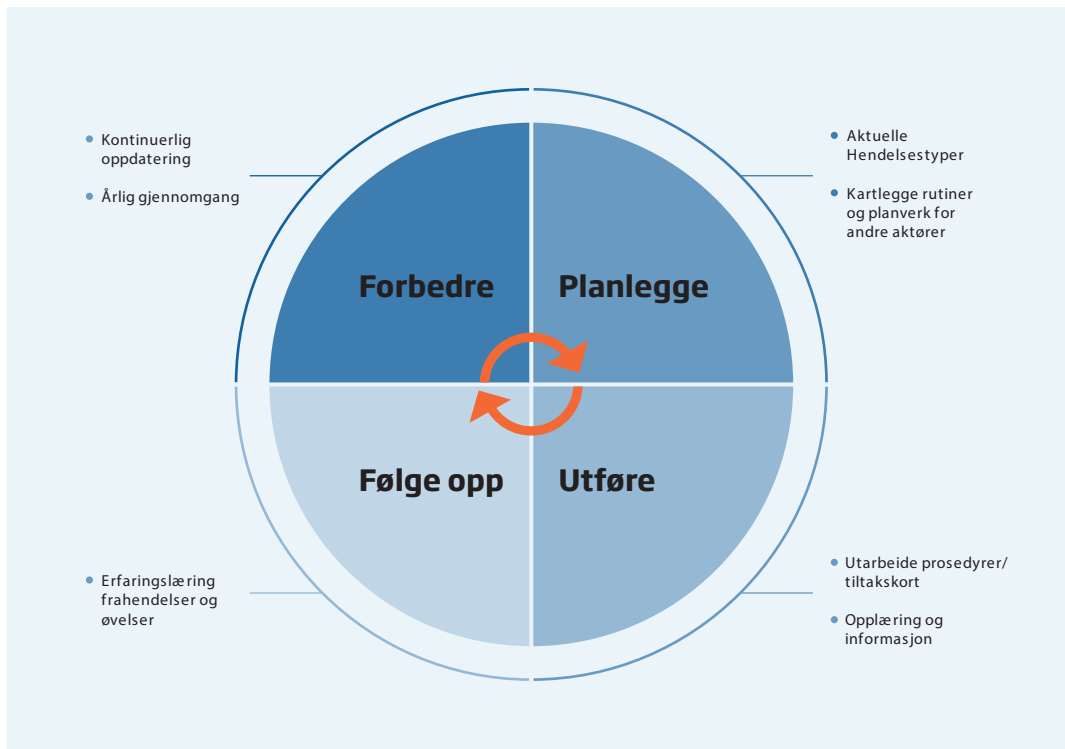 Kontinuerlig
oppdatering
Årlig gjennomgang
Aktuelle
Hendelsestyper
Kartlegge rutiner
og planverk for
andre aktører
Forbedre
Planlegge
Følge opp
Utføre
Erfaringslæring
frahendelser og
øvelser
Utarbeide prosedyrer/
tiltakskort
Opplæring og
informasjon